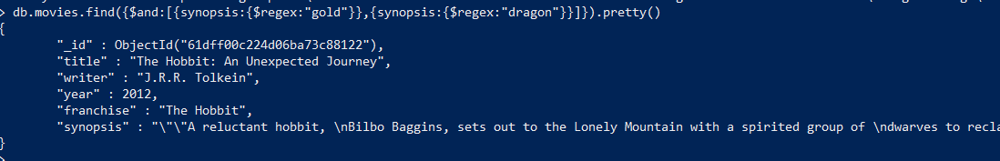 > db.movies.find({$and:[{synopsis:{$regex:"gold"}},{synopsis:{$regex:"dragon"}}]}).pretty()
{
"_id" : ObjectId("61dff00c224d06ba73c88122"),
"title" : "The Hobbit: An Unexpected Journey",
"writer" : "J.R.R. Tolkein",
"year" : 2012,
"franchise" : "The Hobbit",
"synopsis" : "\"\"A reluctant hobbit, \nBilbo Baggins, sets out to the Lonely Mountain with a spirited group of \ndwarves to recla
}